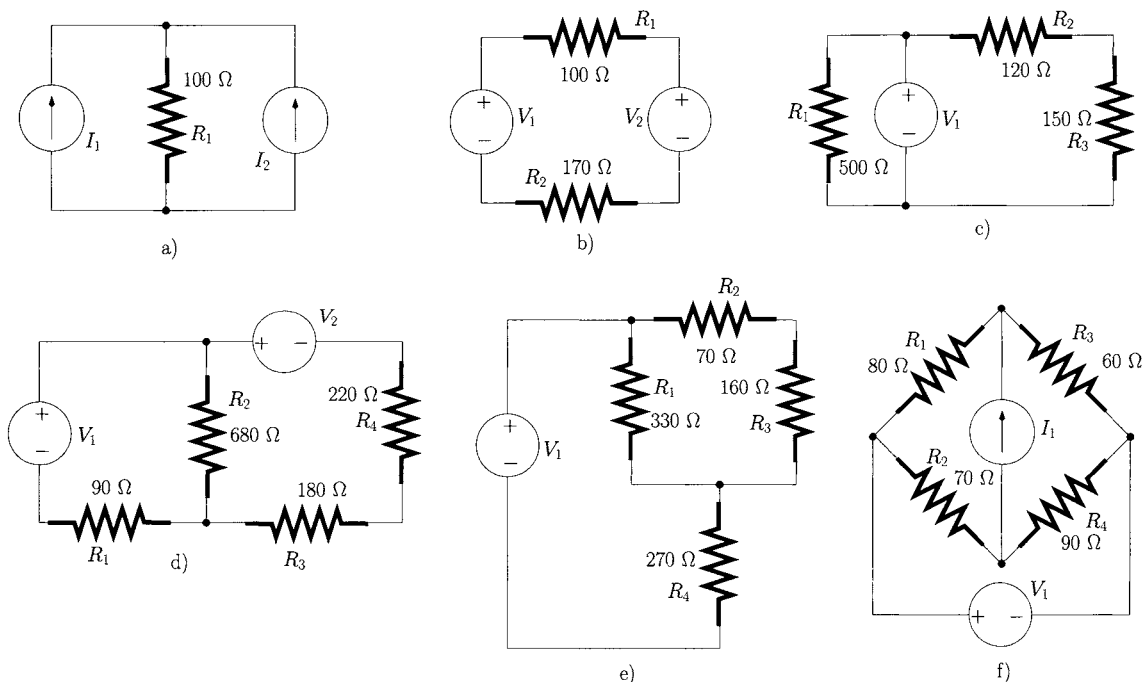 100 Ω
I₁
R₁
I₂
a)
R₁
100 Ω
+
−
V₁
V₂
+
−
170 Ω
R₂
b)
R₂
120 Ω
R₁
500 Ω
+
−
V₁
150 Ω
R₃
c)
V₂
+ −
+
−
V₁
R₂
680 Ω
220 Ω
R₄
90 Ω
R₁
180 Ω
R₃
d)
R₂
70 Ω
R₁
330 Ω
160 Ω
R₃
+
−
V₁
270 Ω
R₄
e)
R₁
80 Ω
R₃
60 Ω
I₁
R₂
70 Ω
R₄
90 Ω
V₁
+ −
f)